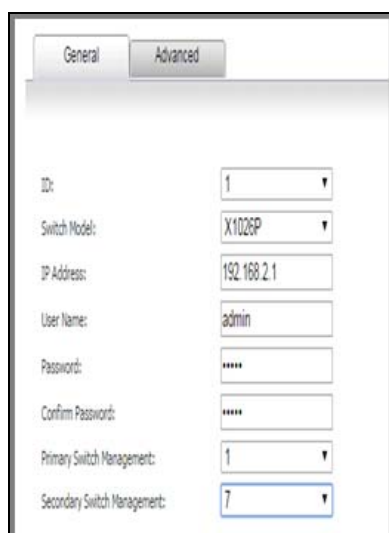 General Advanced
ID: 1
Switch Model: X1026P
IP Address: 192.168.2.1
User Name: admin
Password: •••••
Confirm Password: •••••
Primary Switch Management: 1
Secondary Switch Management: 7